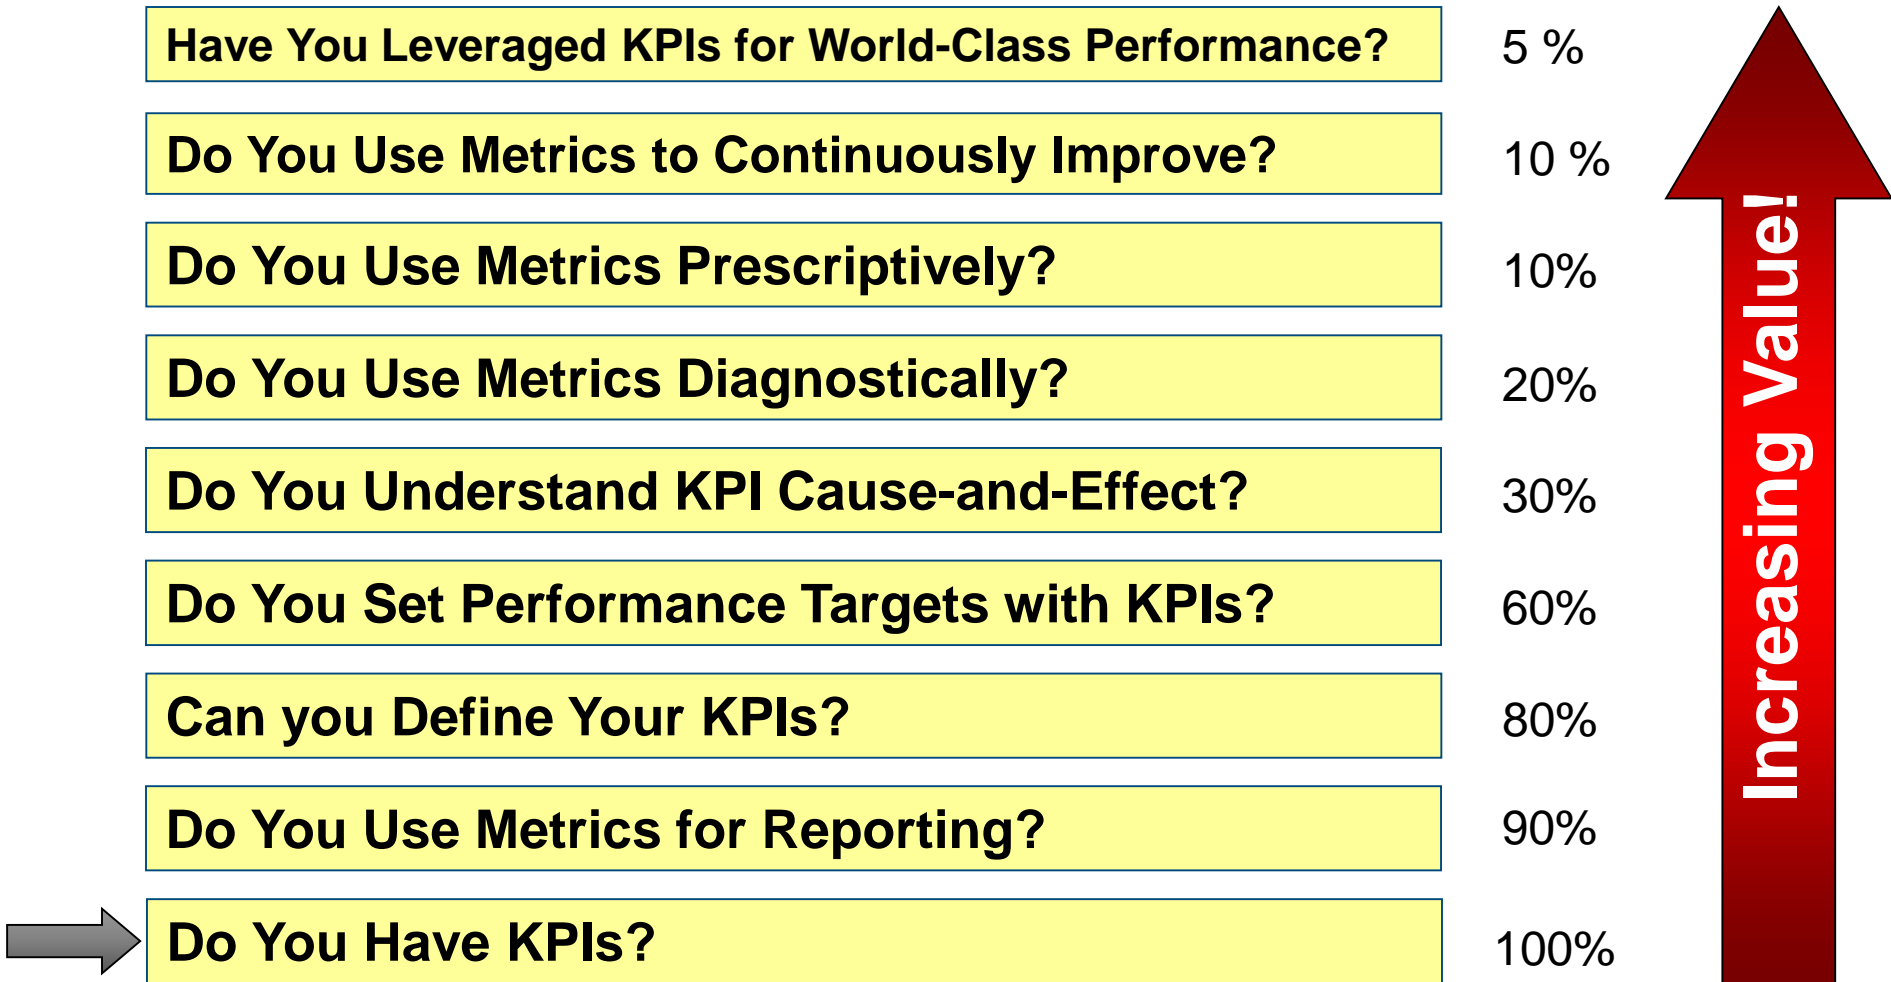 Have You Leveraged KPIs for World-Class Performance? 5 %
Do You Use Metrics to Continuously Improve? 10 %
Do You Use Metrics Prescriptively? 10%
Do You Use Metrics Diagnostically? 20%
Do You Understand KPI Cause-and-Effect? 30%
Do You Set Performance Targets with KPIs? 60%
Can you Define Your KPIs? 80%
Do You Use Metrics for Reporting? 90%
Do You Have KPIs? 100%
Increasing Value!